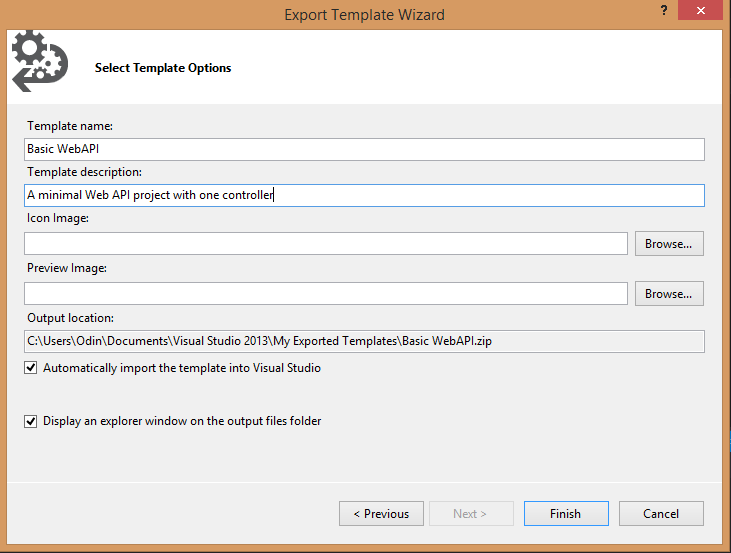 Export Template Wizard
?
Select Template Options
Template name:
Basic WebAPI
Template description:
A minimal Web API project with one controller
Icon Image:
Browse...
Preview Image:
Browse...
Output location:
C:\Users\Odin\Documents\Visual Studio 2013\My Exported Templates\Basic WebAPI.zip
Automatically import the template into Visual Studio
Display an explorer window on the output files folder
< Previous
Next >
Finish
Cancel